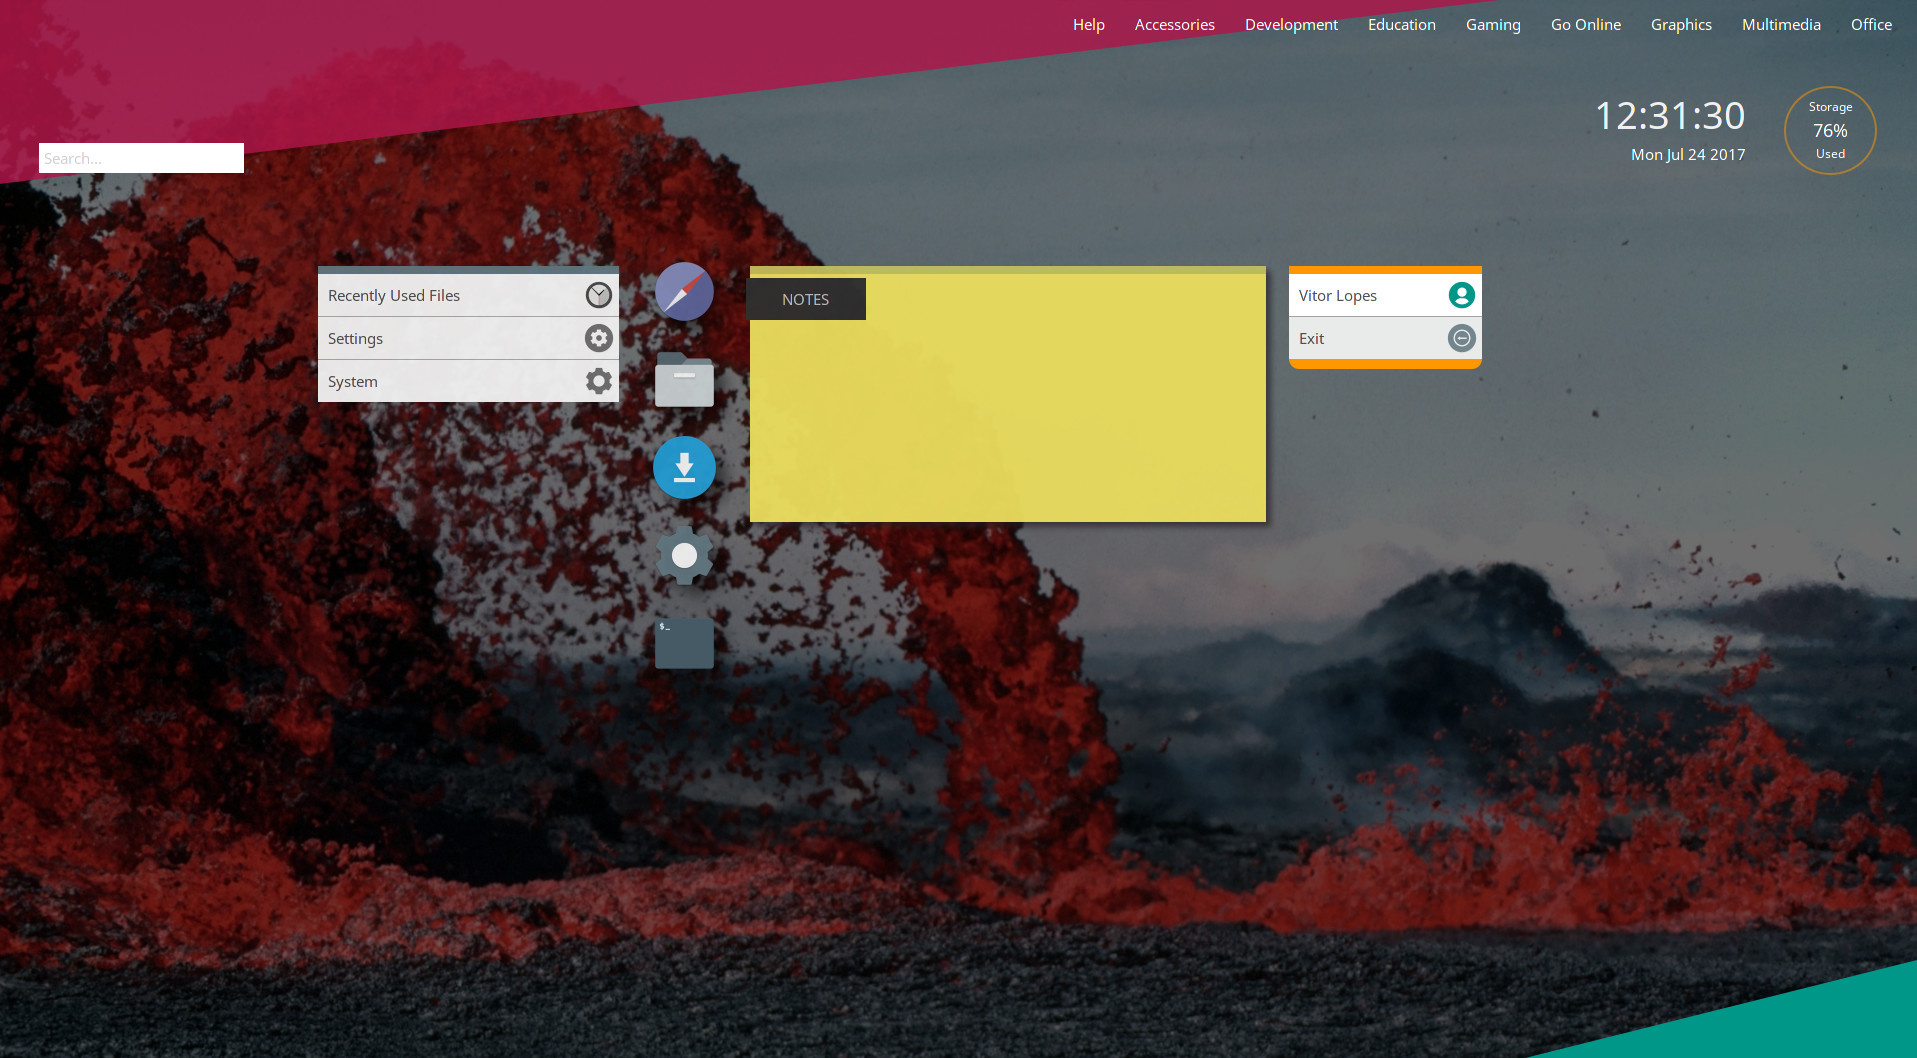 Help Accessories Development Education Gaming Go Online Graphics Multimedia Office
Search...
12:31:30
Mon Jul 24 2017
Storage
76%
Used
Recently Used Files
Settings
System
$_
NOTES
Vitor Lopes
Exit